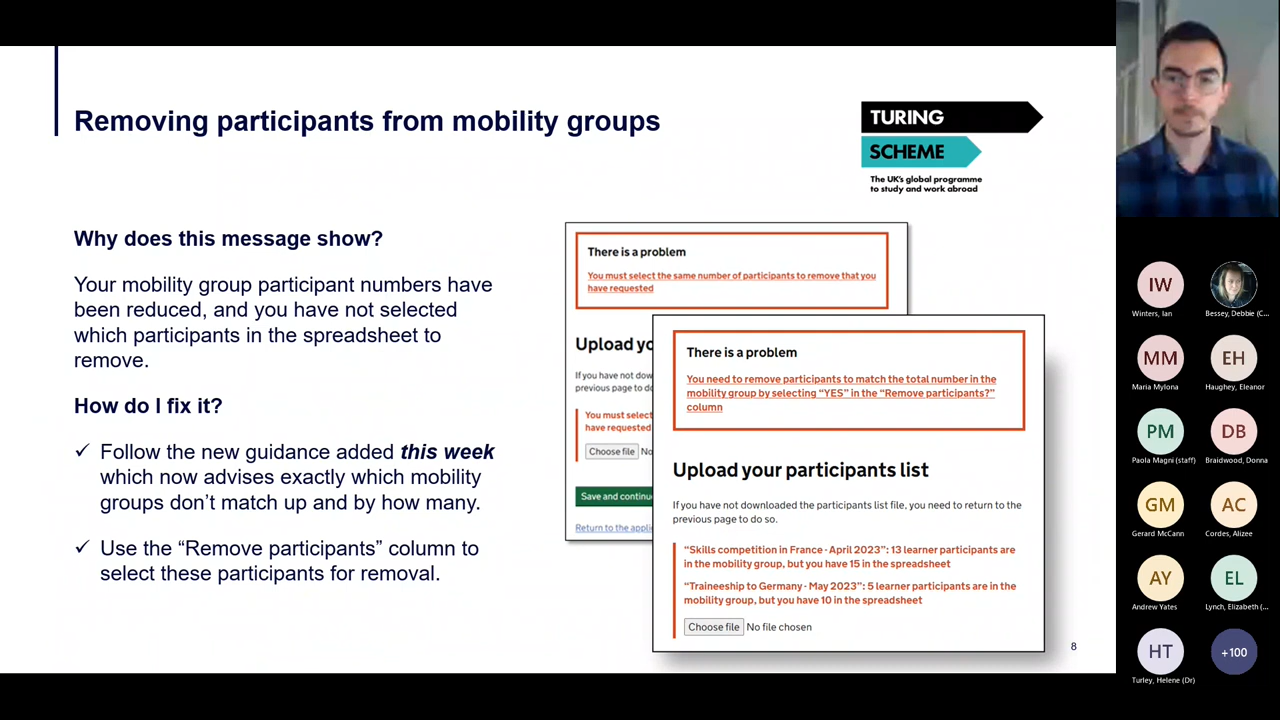 Removing participants from mobility groups
TURING
SCHEME
The UK's global programme
to study and work abroad
Why does this message show?
Your mobility group participant numbers have
been reduced, and you have not selected
which participants in the spreadsheet to
remove.
How do I fix it?
✓ Follow the new guidance added this week
which now advises exactly which mobility
groups don't match up and by how many.
✓ Use the “Remove participants” column to
select these participants for removal.
There is a problem
You must select the same number of participants to remove that you
have requested
Upload yo
If you have not dow
previous page to do
You must select
have requested
Choose file No
Save and continu
Return to the appli
There is a problem
You need to remove participants to match the total number in the
mobility group by selecting “YES” in the “Remove participants?”
column
Upload your participants list
If you have not downloaded the participants list file, you need to return to the
previous page to do so.
“Skills competition in France - April 2023”: 13 learner participants are
in the mobility group, but you have 15 in the spreadsheet
“Traineeship to Germany - May 2023”: 5 learner participants are in the
mobility group, but you have 10 in the spreadsheet
Choose file No file chosen
8
IW
Winters, Ian
Bessey, Debbie (C...
MM
Maria Mylona
EH
Haughey, Eleanor
PM
Paola Magni (staff)
DB
Braidwood, Donna
GM
Gerard McCann
AC
Cordes, Alizee
AY
Andrew Yates
EL
Lynch, Elizabeth (...
HT
Turley, Helene (Dr)
+100